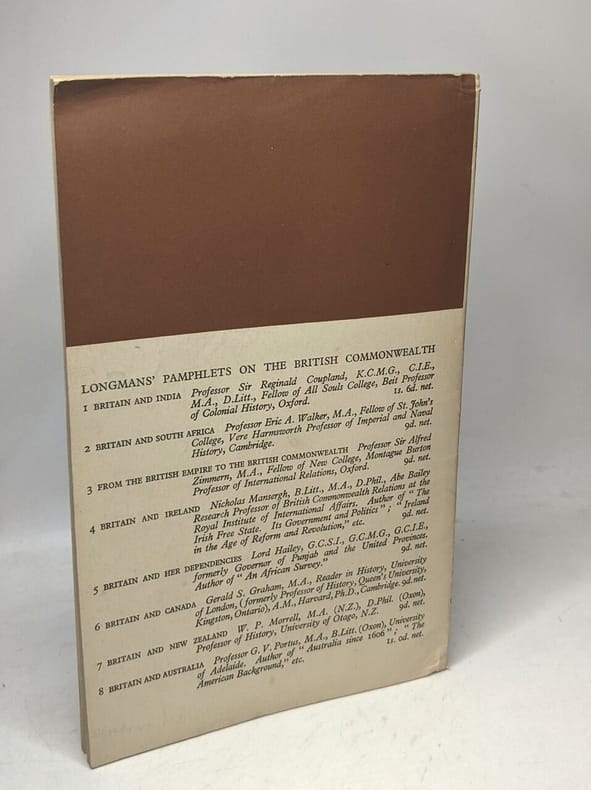 LONGMANS' PAMPHLETS ON THE BRITISH COMMONWEALTH
1 BRITAIN AND INDIA Professor Sir Reginald Coupland, K.C.M.G., C.I.E.,
M.A., D.Litt., Fellow of All Souls College, Beit Professor
of Colonial History, Oxford. 1s. 6d. net.
2 BRITAIN AND SOUTH AFRICA Professor Eric A. Walker, M.A., Fellow of St. John's
College, Vere Harmsworth Professor of Imperial and Naval
History, Cambridge. 9d. net.
3 FROM THE BRITISH EMPIRE TO THE BRITISH COMMONWEALTH Professor Sir Alfred
Zimmern, M.A., Fellow of New College, Montague Burton
Professor of International Relations, Oxford. 9d. net.
4 BRITAIN AND IRELAND Nicholas Mansergh, B.Litt., M.A., D.Phil., Abe Bailey
Research Professor of British Commonwealth Relations at the
Royal Institute of International Affairs. Author of "The
Irish Free State. Its Government and Politics"; "Ireland
in the Age of Reform and Revolution," etc. 9d. net.
5 BRITAIN AND HER DEPENDENCIES Lord Hailey, G.C.S.I., G.C.M.G., G.C.I.E.,
formerly Governor of Punjab and the United Provinces.
Author of "An African Survey." 9d. net.
6 BRITAIN AND CANADA Gerald S. Graham, M.A., Reader in History, University
of London, (formerly Professor of History, Queen's University,
Kingston, Ontario), A.M., Harvard, Ph.D., Cambridge. 9d. net.
7 BRITAIN AND NEW ZEALAND W. P. Morrell, M.A. (N.Z.), D.Phil. (Oxon),
Professor of History, University of Otago, N.Z. 9d. net.
8 BRITAIN AND AUSTRALIA Professor G. V. Portus, M.A., B.Litt. (Oxon), University
of Adelaide. Author of "Australia since 1606"; "The
American Background," etc. 1s. 0d. net.